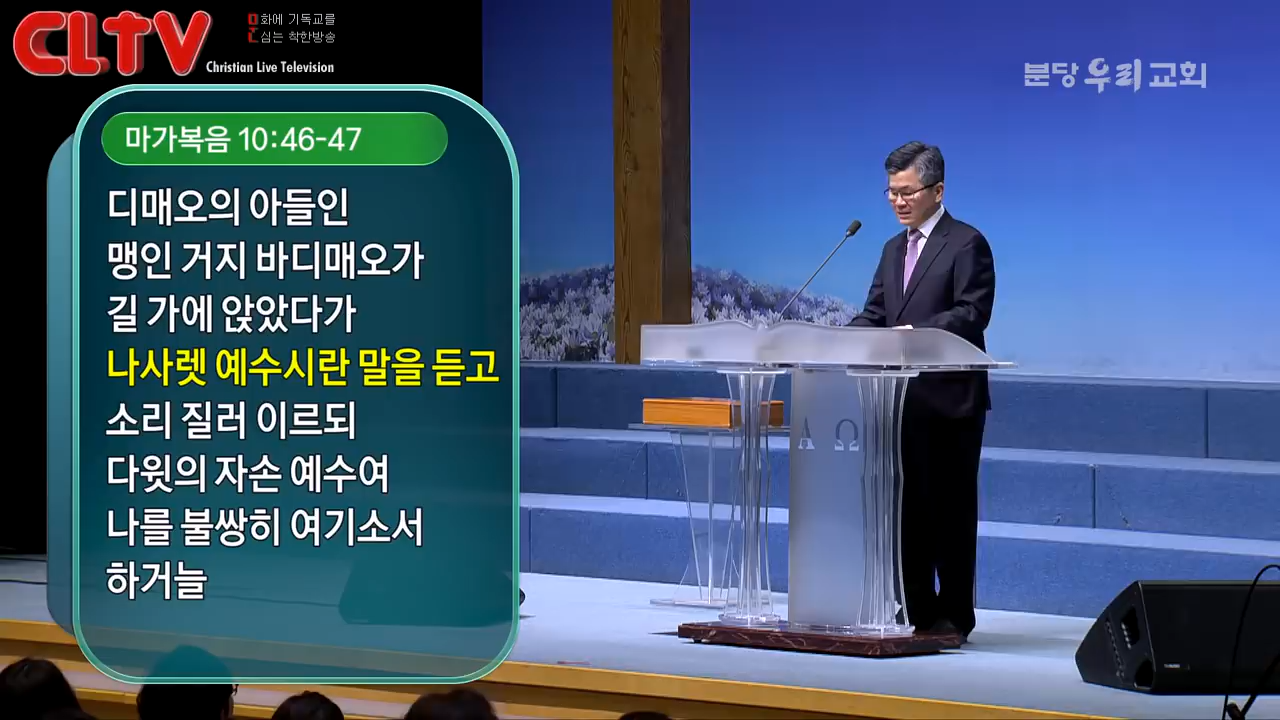 CLTV
문화에 기독교를
심는 착한방송
Christian Live Television
분당우리교회
마가복음 10:46-47
디매오의 아들인
맹인 거지 바디매오가
길 가에 앉았다가
나사렛 예수시란 말을 듣고
소리 질러 이르되
다윗의 자손 예수여
나를 불쌍히 여기소서
하거늘
Α Ω